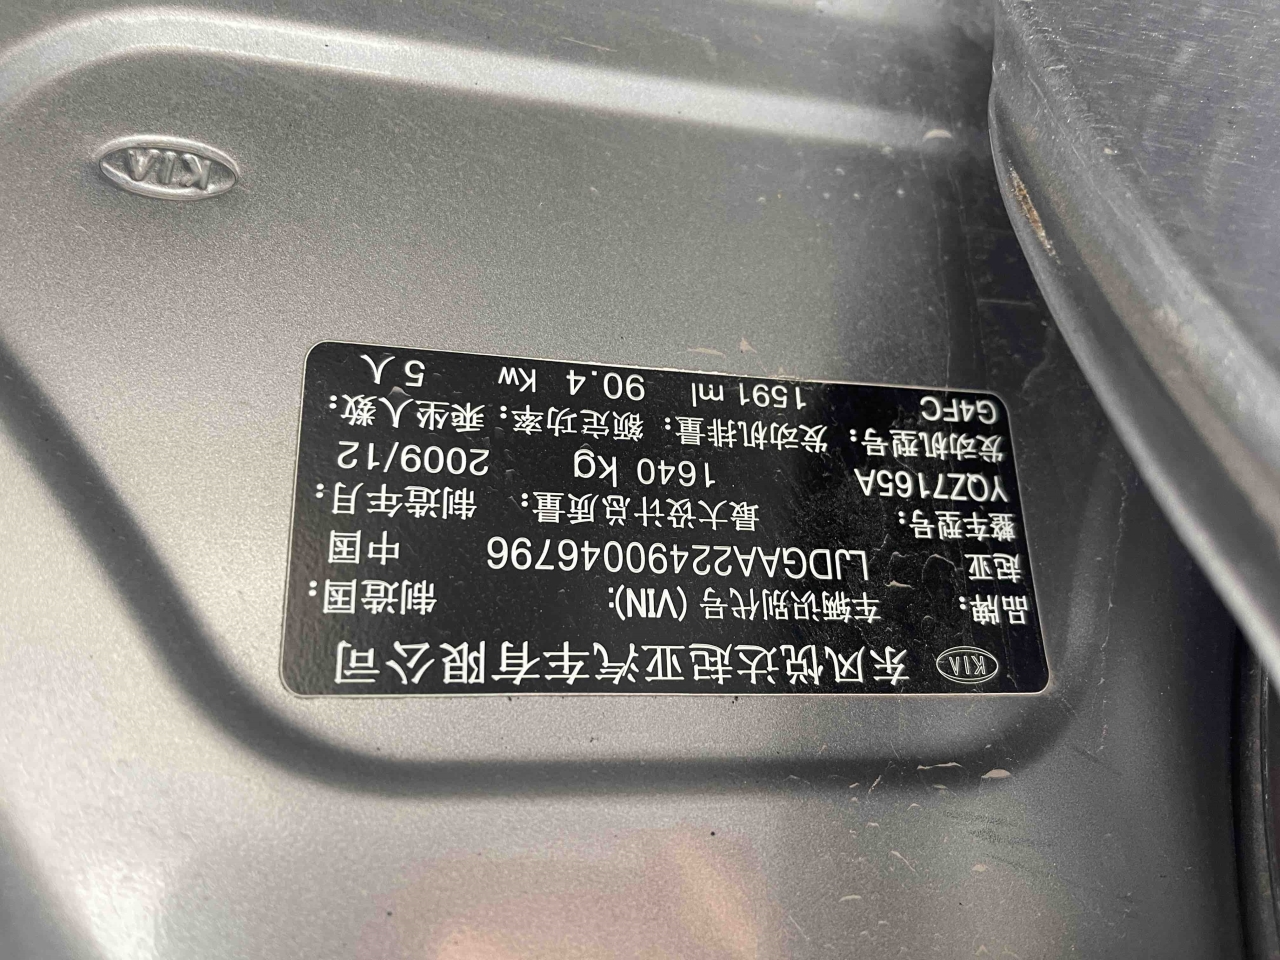 KIA 东风悦达起亚汽车有限公司
品牌: 车辆识别代号 (VIN): 制造国:
起亚 LJDGAA22490046796 中国
整车型号: 最大设计总质量: 制造年月:
YQZ7165A 1640 kg 2009/12
发动机型号: 发动机排量: 额定功率: 乘坐人数:
G4FC 1591 ml 90.4 Kw 5人
KIA